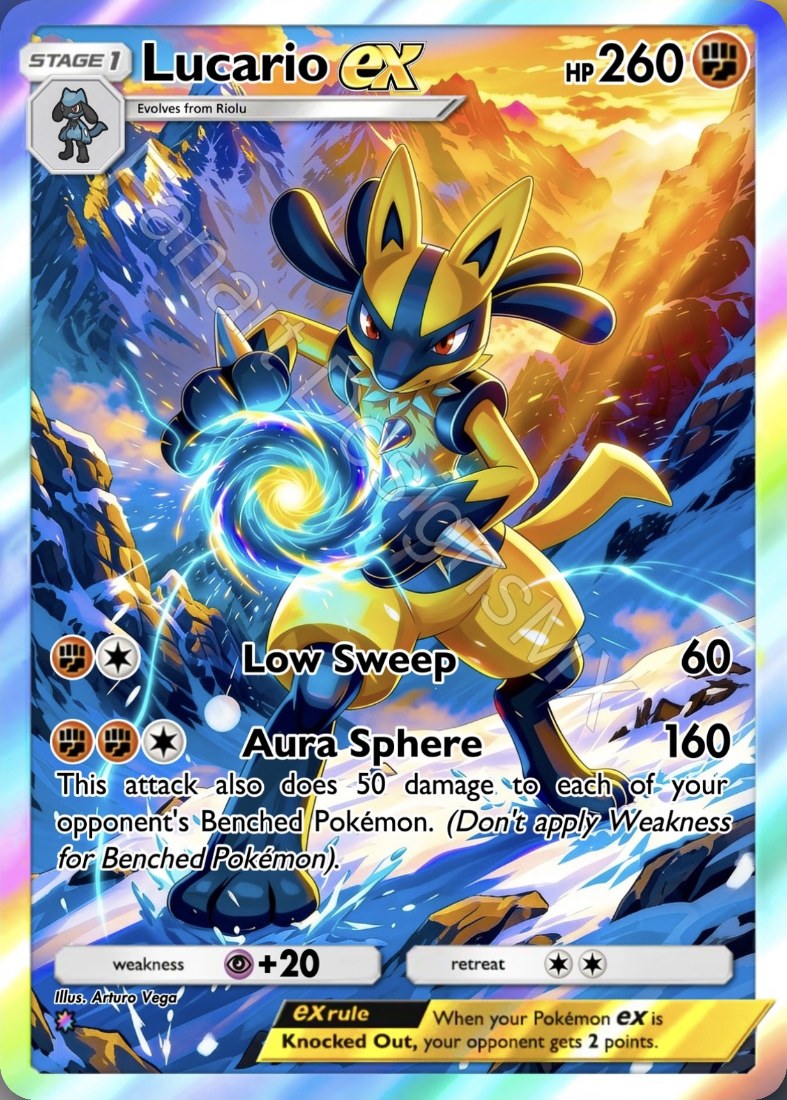 STAGE 1
Lucario ex
HP 260
Evolves from Riolu
Fanart DesignsMX
Low Sweep 60
Aura Sphere 160
This attack also does 50 damage to each of your
opponent's Benched Pokémon. (Don't apply Weakness
for Benched Pokémon).
weakness +20
retreat
Illus. Arturo Vega
ex rule
When your Pokémon ex is
Knocked Out, your opponent gets 2 points.